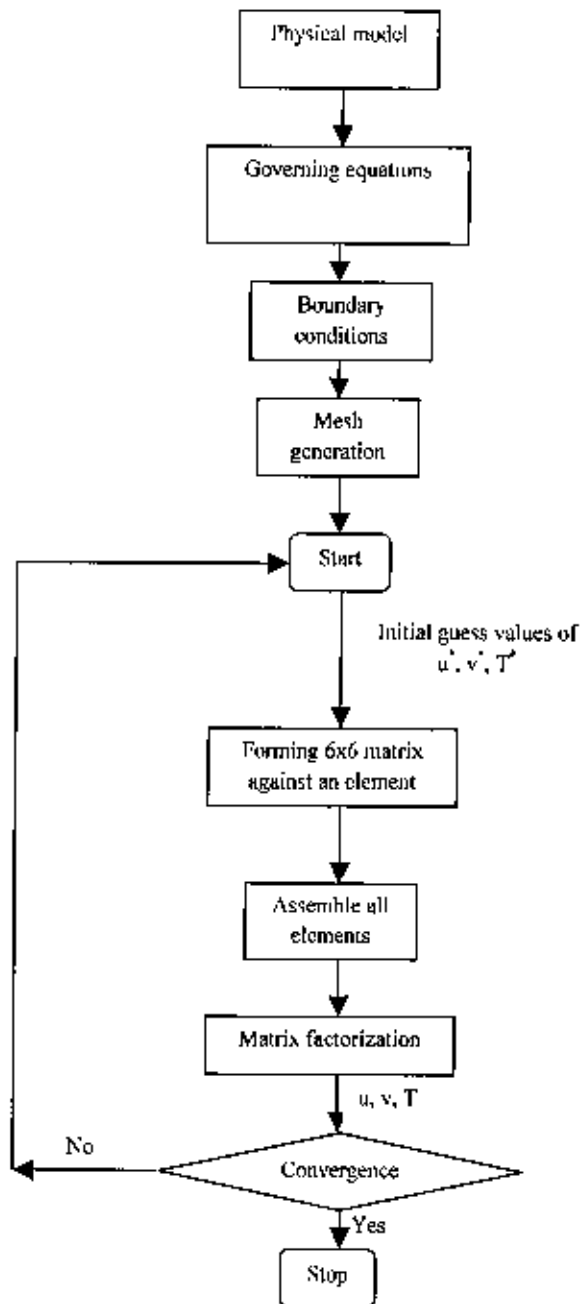 Physical model
Governing equations
Boundary
conditions
Mesh
generation
Start
Initial guess values of
u*, v*, T*
Forming 6x6 matrix
against an element
Assemble all
elements
Matrix factorization
u, v, T
No
Convergence
Yes
Stop